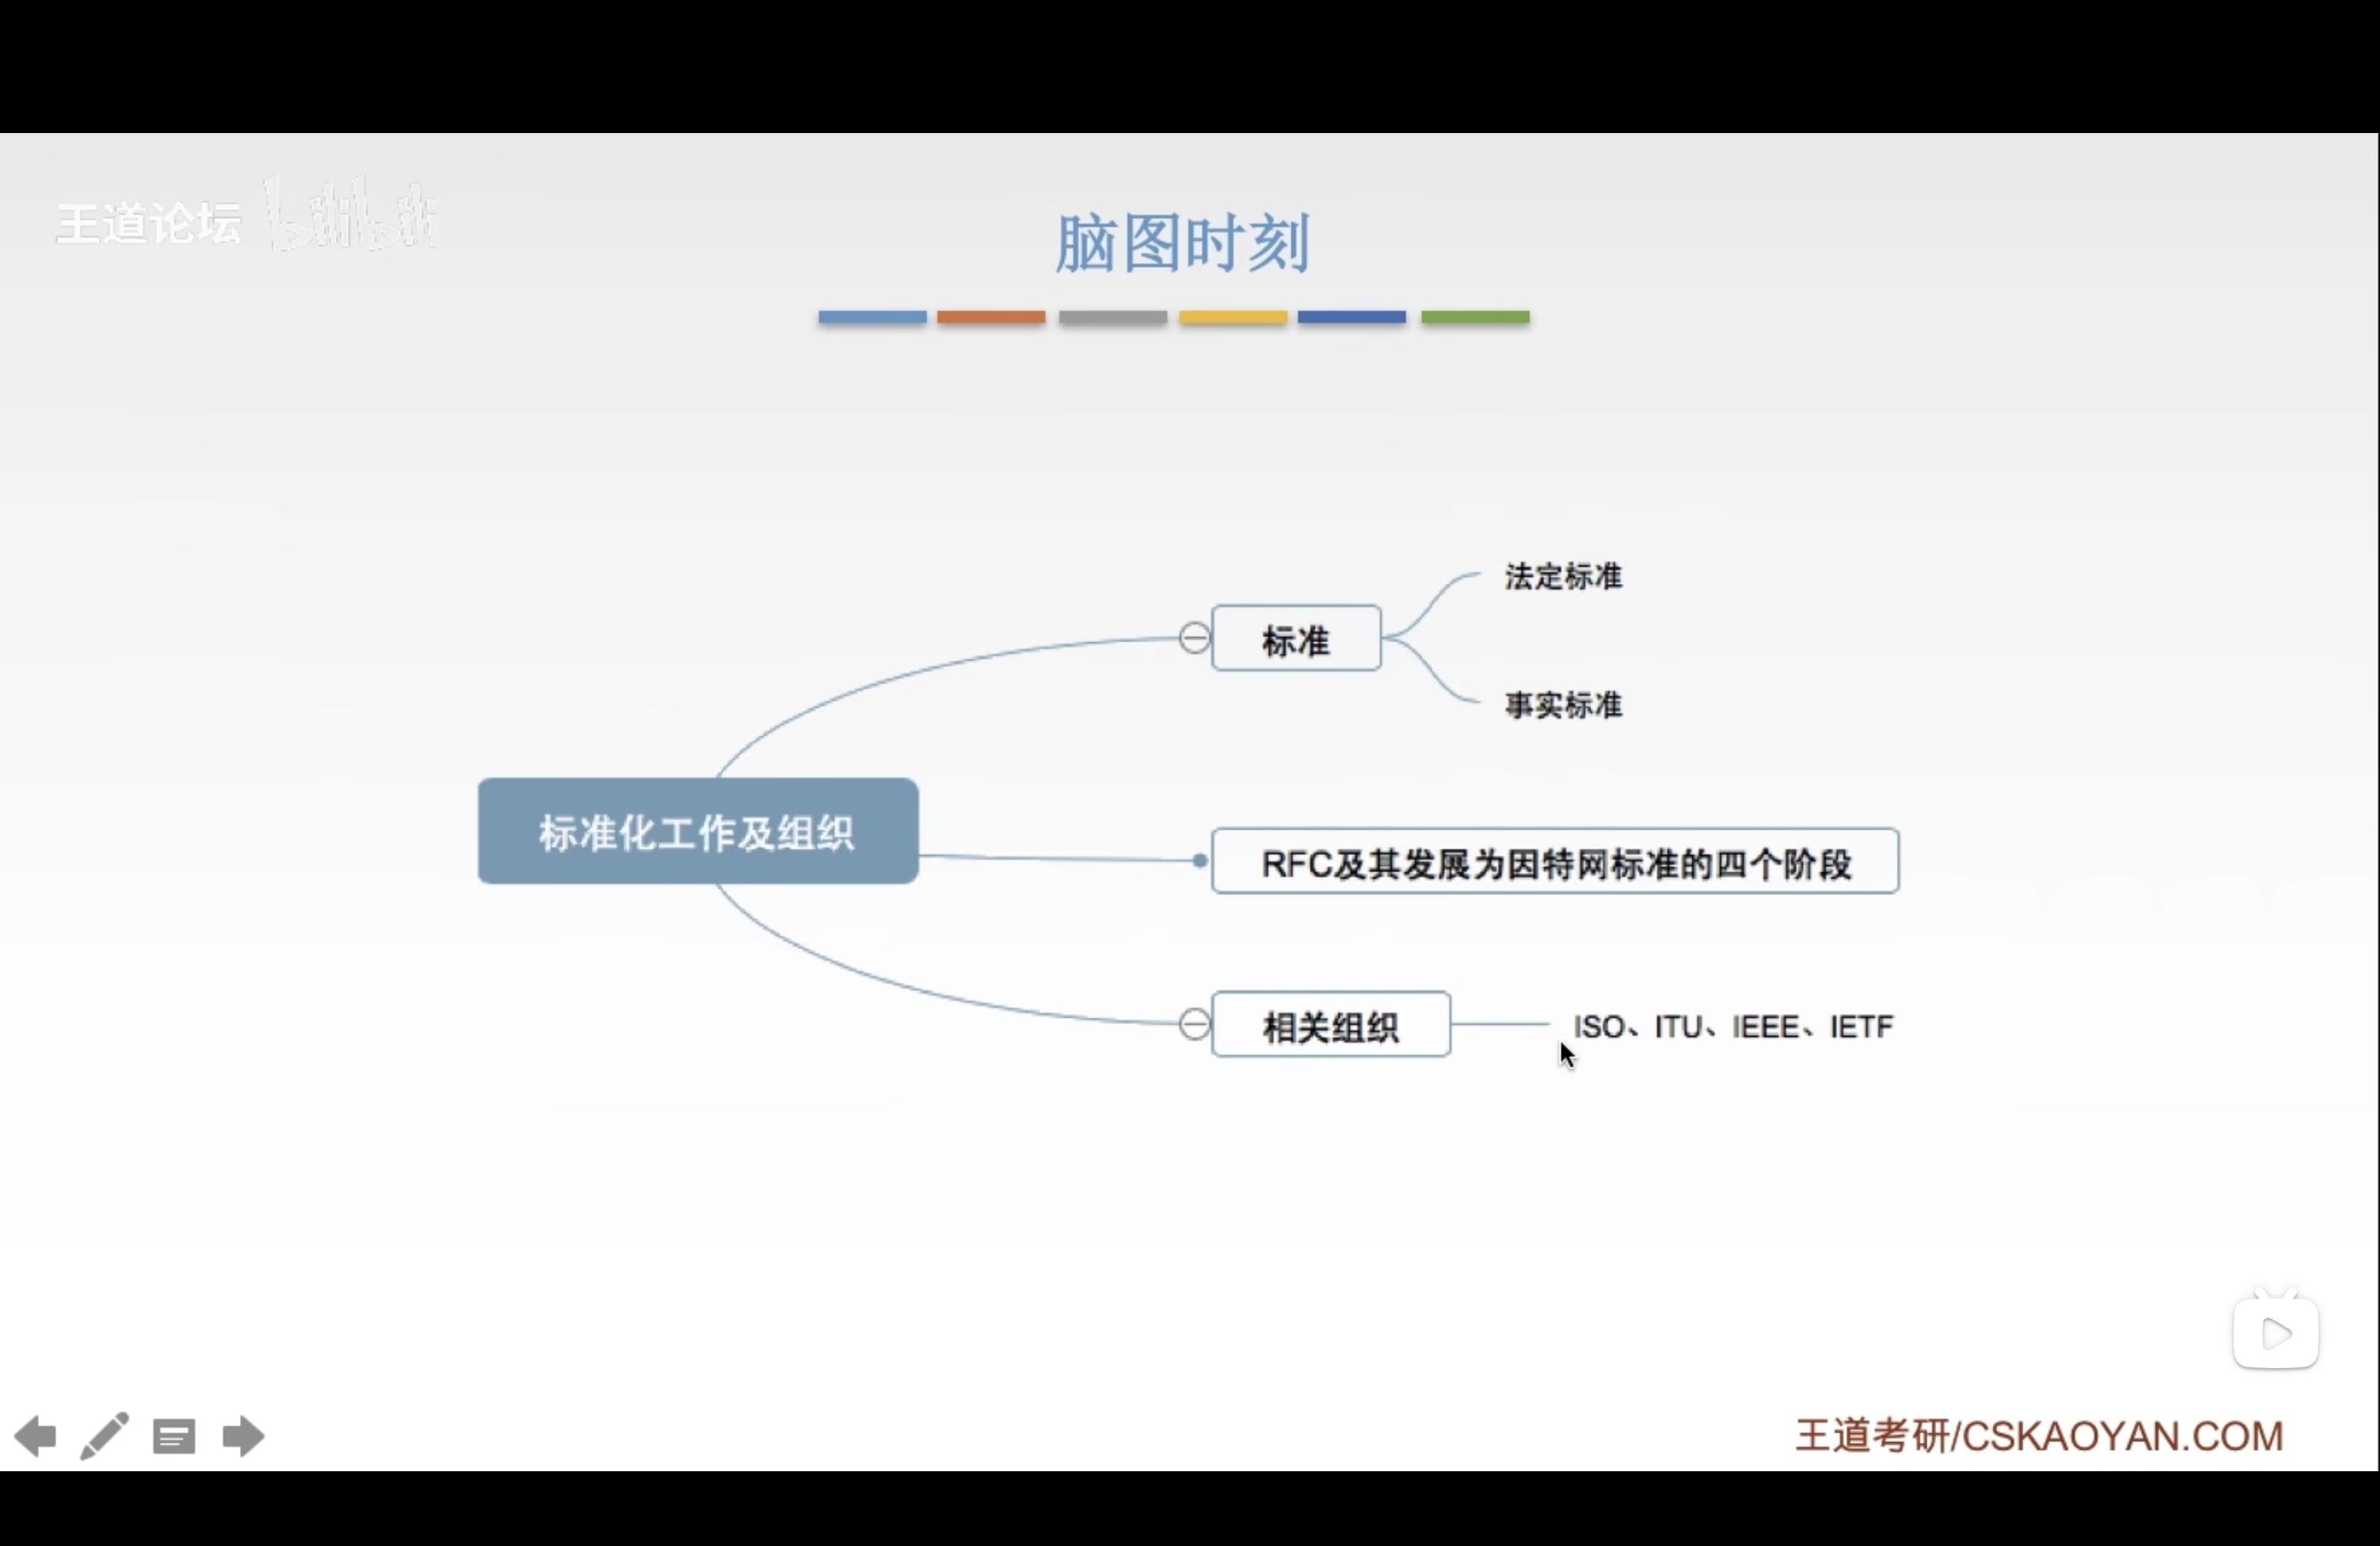 王道论坛 bilibili
脑图时刻
法定标准
标准
事实标准
标准化工作及组织
RFC及其发展为因特网标准的四个阶段
相关组织
ISO、ITU、IEEE、IETF
王道考研/CSKAOYAN.COM